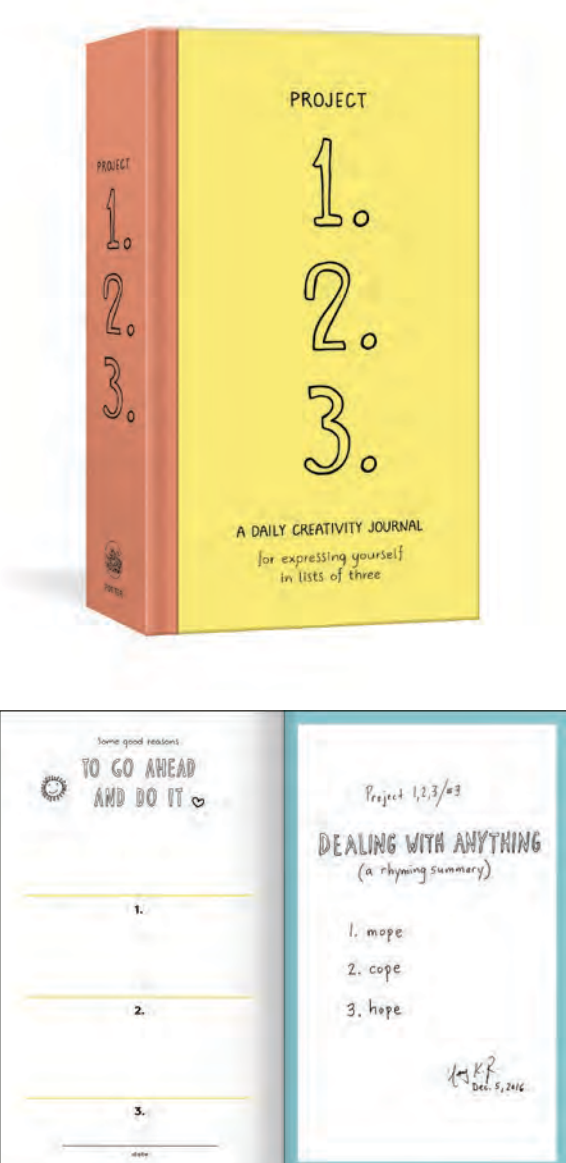 PROJECT
1.
2.
3.
PROJECT
1.
2.
3.
A DAILY CREATIVITY JOURNAL
for expressing yourself
in lists of three
Some good reasons
TO GO AHEAD
AND DO IT
1.
2.
3.
date
Project 1,2,3/#3
DEALING WITH ANYTHING
(a rhyming summary)
1. mope
2. cope
3. hope
K.R.
Dec. 5, 2016